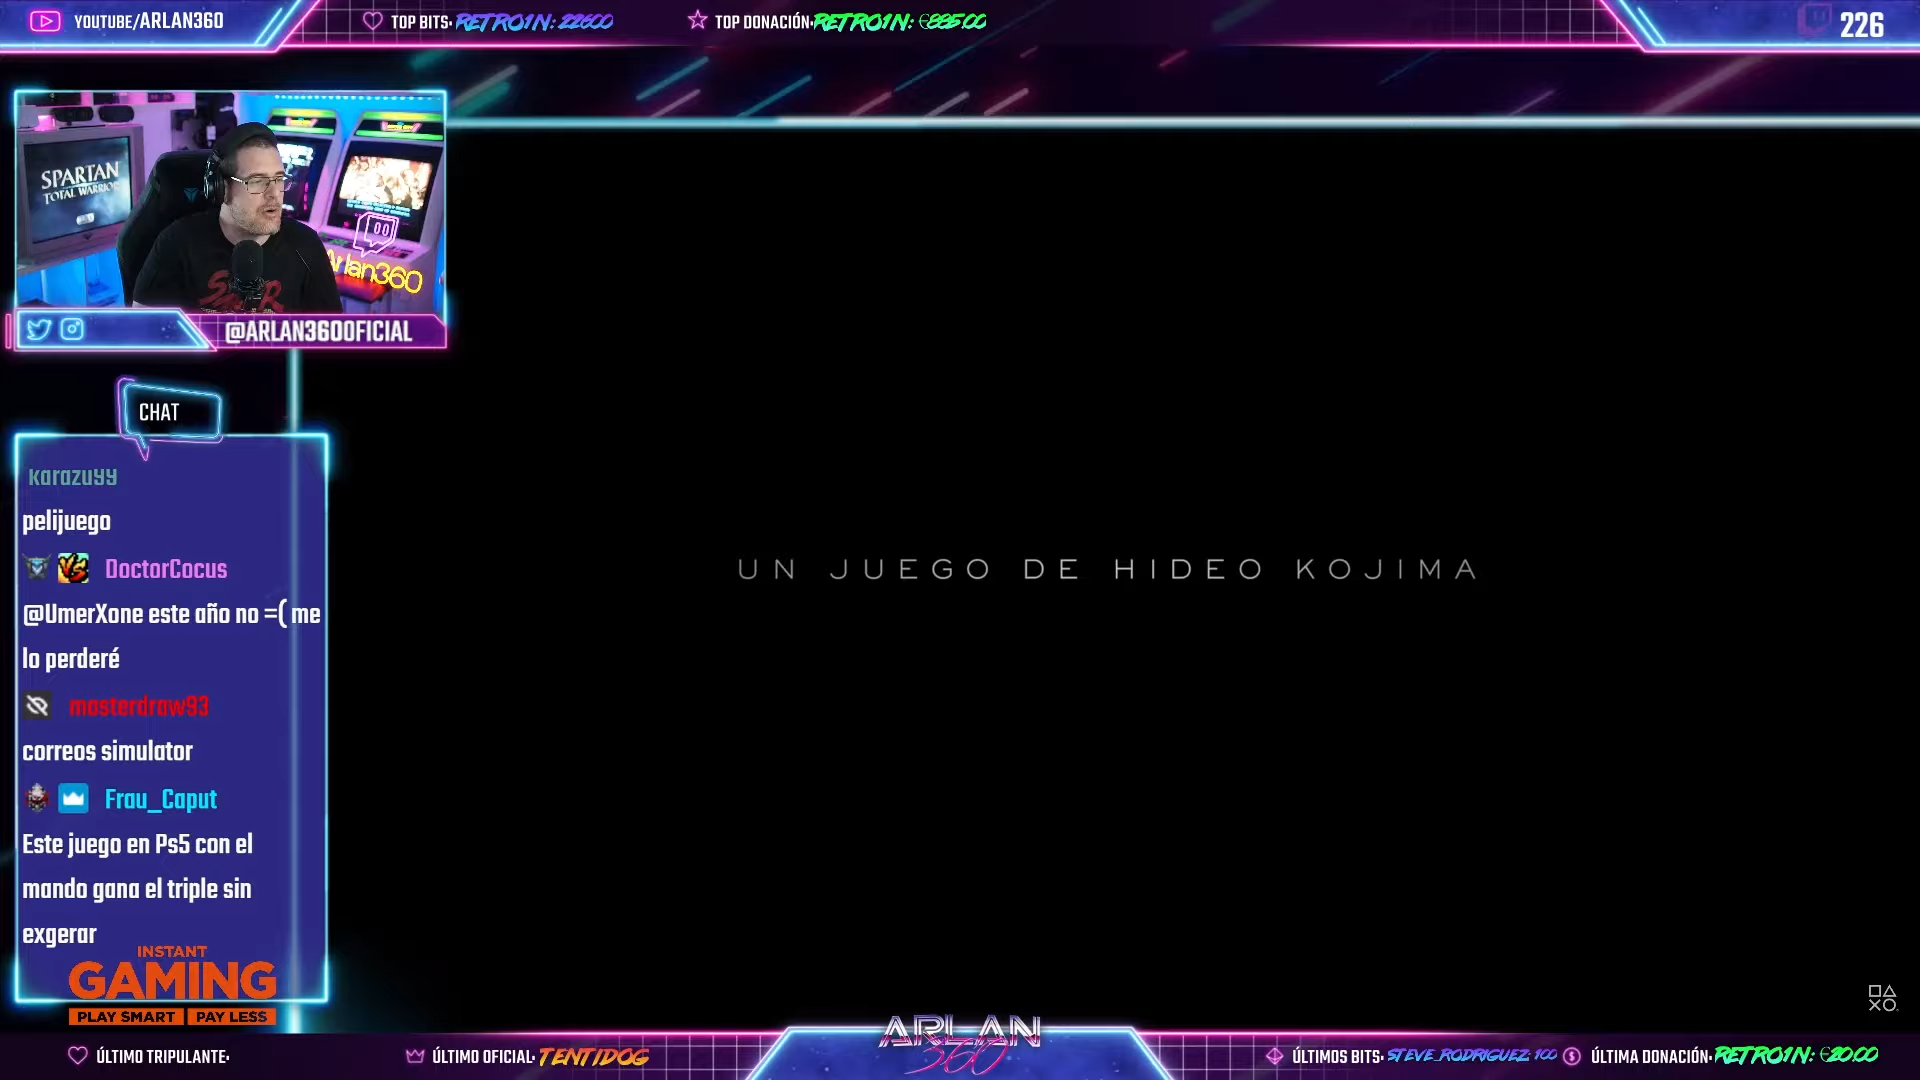 YOUTUBE/ARLAN360
TOP BITS: RETRO1N: 22600
TOP DONACIÓN: RETRO1N: €885.00
226
SPARTAN
TOTAL WARRIOR
Arlan360
@ARLAN360OFICIAL
CHAT
karazuyy
pelijuego
DoctorCocus
@UmerXone este año no =( me
lo perderé
masterdraw93
correos simulator
Frau_Caput
Este juego en Ps5 con el
mando gana el triple sin
exgerar
UN JUEGO DE HIDEO KOJIMA
INSTANT
GAMING
PLAY SMART PAY LESS
ARLAN
360
ÚLTIMO TRIPULANTE:
ÚLTIMO OFICIAL: TENTIDOG
ÚLTIMOS BITS: STEVE_RODRIGUEZ 100
ÚLTIMA DONACIÓN: RETRO1N: €20.00